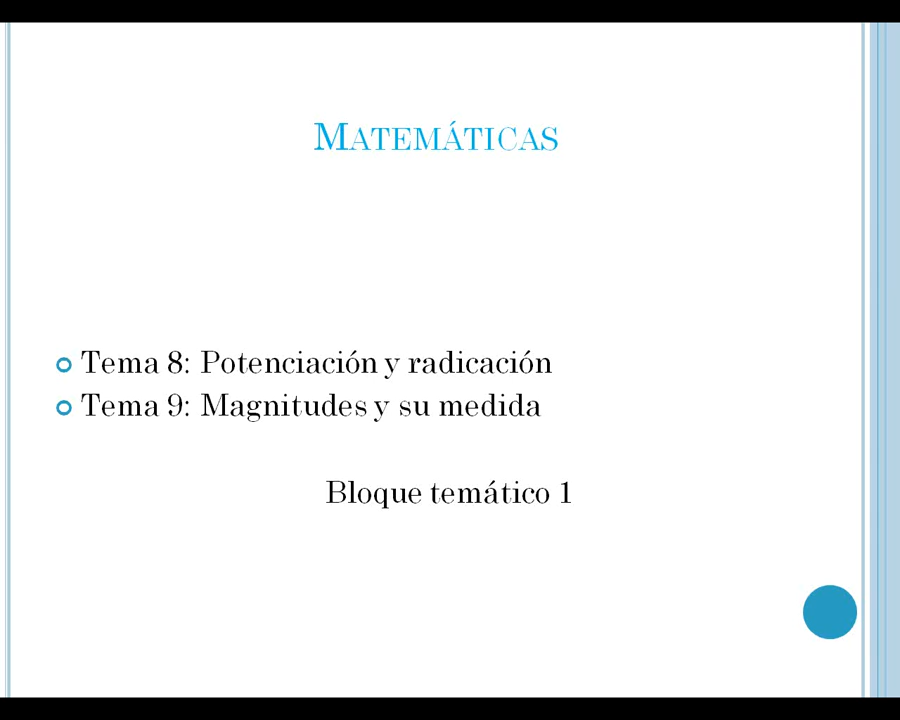 MATEMÁTICAS
Tema 8: Potenciación y radicación
Tema 9: Magnitudes y su medida
Bloque temático 1